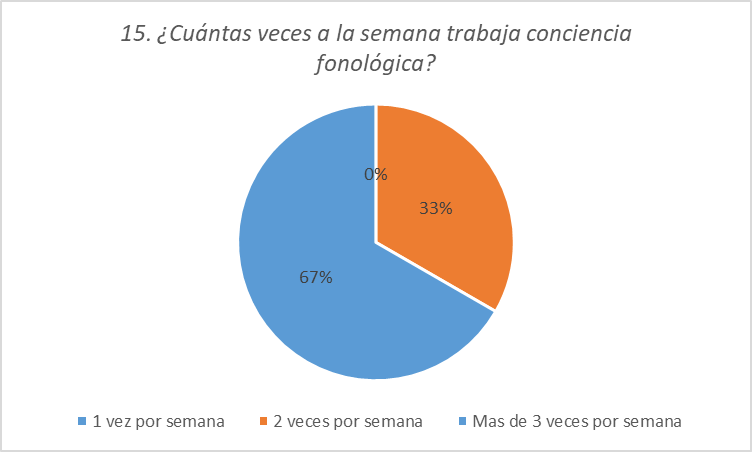 15. ¿Cuántas veces a la semana trabaja conciencia
fonológica?
0%
33%
67%
1 vez por semana
2 veces por semana
Mas de 3 veces por semana